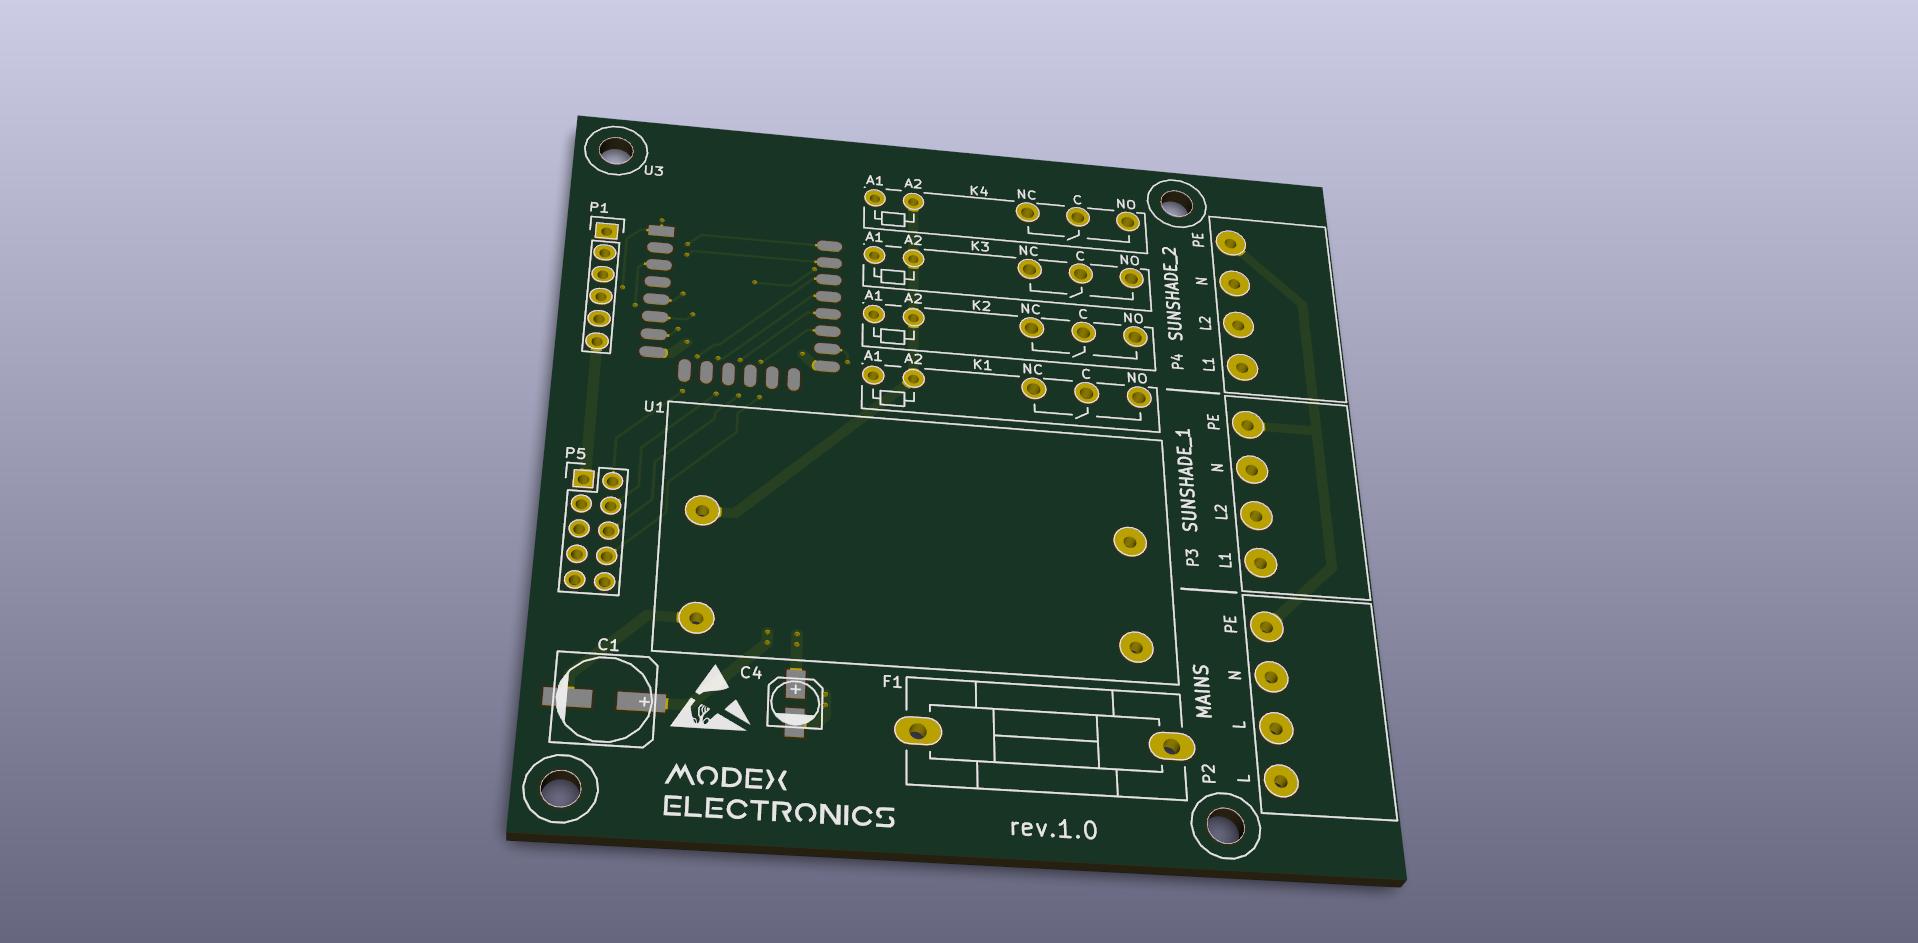 U3
P1
A1 A2 K4 NC C NO
A1 A2 K3 NC C NO
A1 A2 K2 NC C NO
A1 A2 K1 NC C NO
PE N L2 L1
P4 SUNSHADE_2
U1
PE N L2 L1
P3 SUNSHADE_1
P5
PE N L L
P2 MAINS
C1
+
C4
+
F1
MODEX
ELECTRONICS
rev.1.0